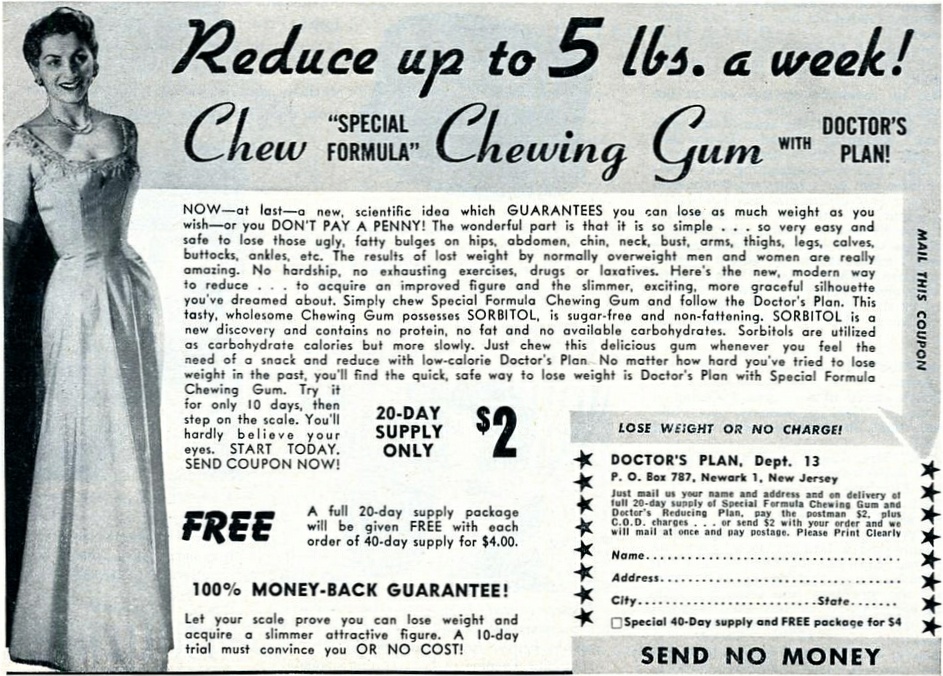 Reduce up to 5 lbs. a week!
Chew "SPECIAL FORMULA" Chewing Gum WITH DOCTOR'S PLAN!
NOW—at last—a new, scientific idea which GUARANTEES you can lose as much weight as you
wish—or you DON'T PAY A PENNY! The wonderful part is that it is so simple . . . so very easy and
safe to lose those ugly, fatty bulges on hips, abdomen, chin, neck, bust, arms, thighs, legs, calves,
buttocks, ankles, etc. The results of lost weight by normally overweight men and women are really
amazing. No hardship, no exhausting exercises, drugs or laxatives. Here's the new, modern way
to reduce . . . to acquire an improved figure and the slimmer, exciting, more graceful silhouette
you've dreamed about. Simply chew Special Formula Chewing Gum and follow the Doctor's Plan. This
tasty, wholesome Chewing Gum possesses SORBITOL, is sugar-free and non-fattening. SORBITOL is a
new discovery and contains no protein, no fat and no available carbohydrates. Sorbitols are utilized
as carbohydrate calories but more slowly. Just chew this delicious gum whenever you feel the
need of a snack and reduce with low-calorie Doctor's Plan. No matter how hard you've tried to lose
weight in the past, you'll find the quick, safe way to lose weight is Doctor's Plan with Special Formula
Chewing Gum. Try it
for only 10 days, then
step on the scale. You'll
hardly believe your
eyes. START TODAY.
SEND COUPON NOW!
20-DAY
SUPPLY
ONLY
$2
FREE
A full 20-day supply package
will be given FREE with each
order of 40-day supply for $4.00.
100% MONEY-BACK GUARANTEE!
Let your scale prove you can lose weight and
acquire a slimmer attractive figure. A 10-day
trial must convince you OR NO COST!
MAIL THIS COUPON
LOSE WEIGHT OR NO CHARGE!
DOCTOR'S PLAN, Dept. 13
P. O. Box 787, Newark 1, New Jersey
Just mail us your name and address and on delivery of
full 20-day supply of Special Formula Chewing Gum and
Doctor's Reducing Plan, pay the postman $2, plus
C.O.D. charges . . . or send $2 with your order and we
will mail at once and pay postage. Please Print Clearly
Name
Address
City State
Special 40-Day supply and FREE package for $4
SEND NO MONEY